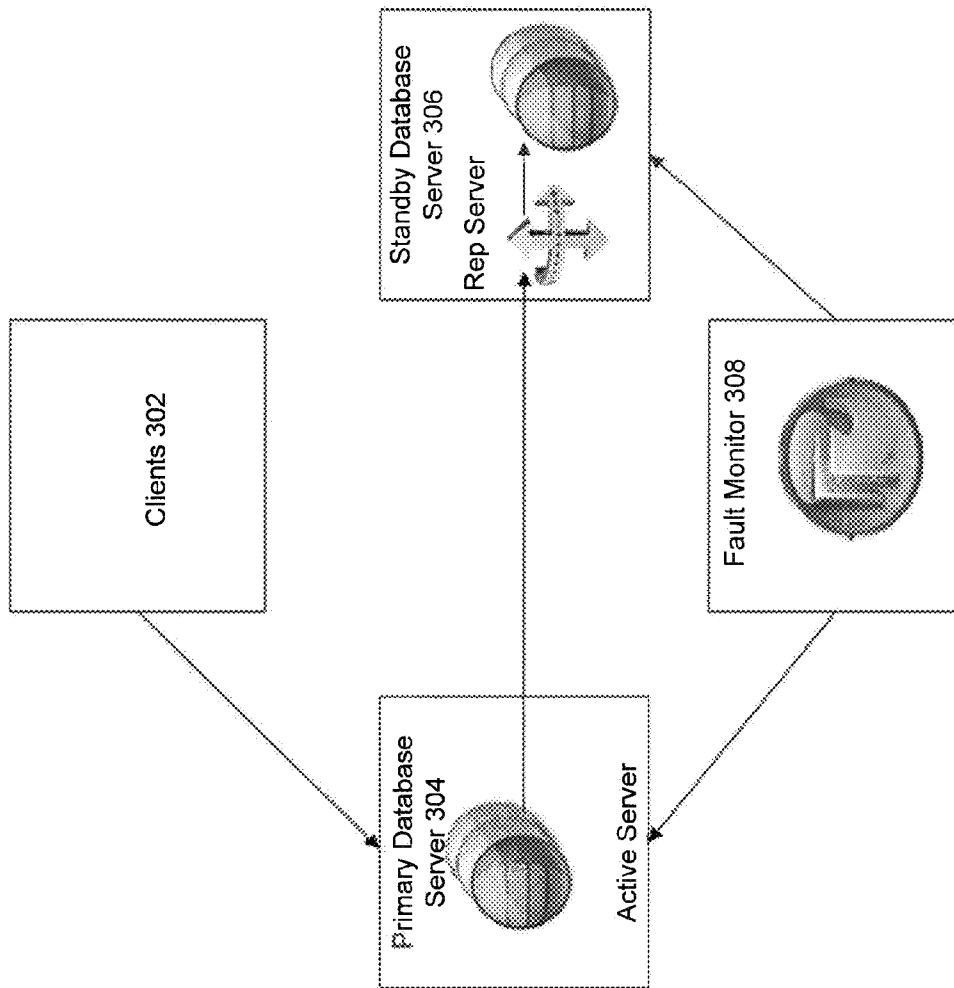 Clients 302
Primary Database
Server 304
Active Server
Standby Database
Server 306
Rep Server
Fault Monitor 308